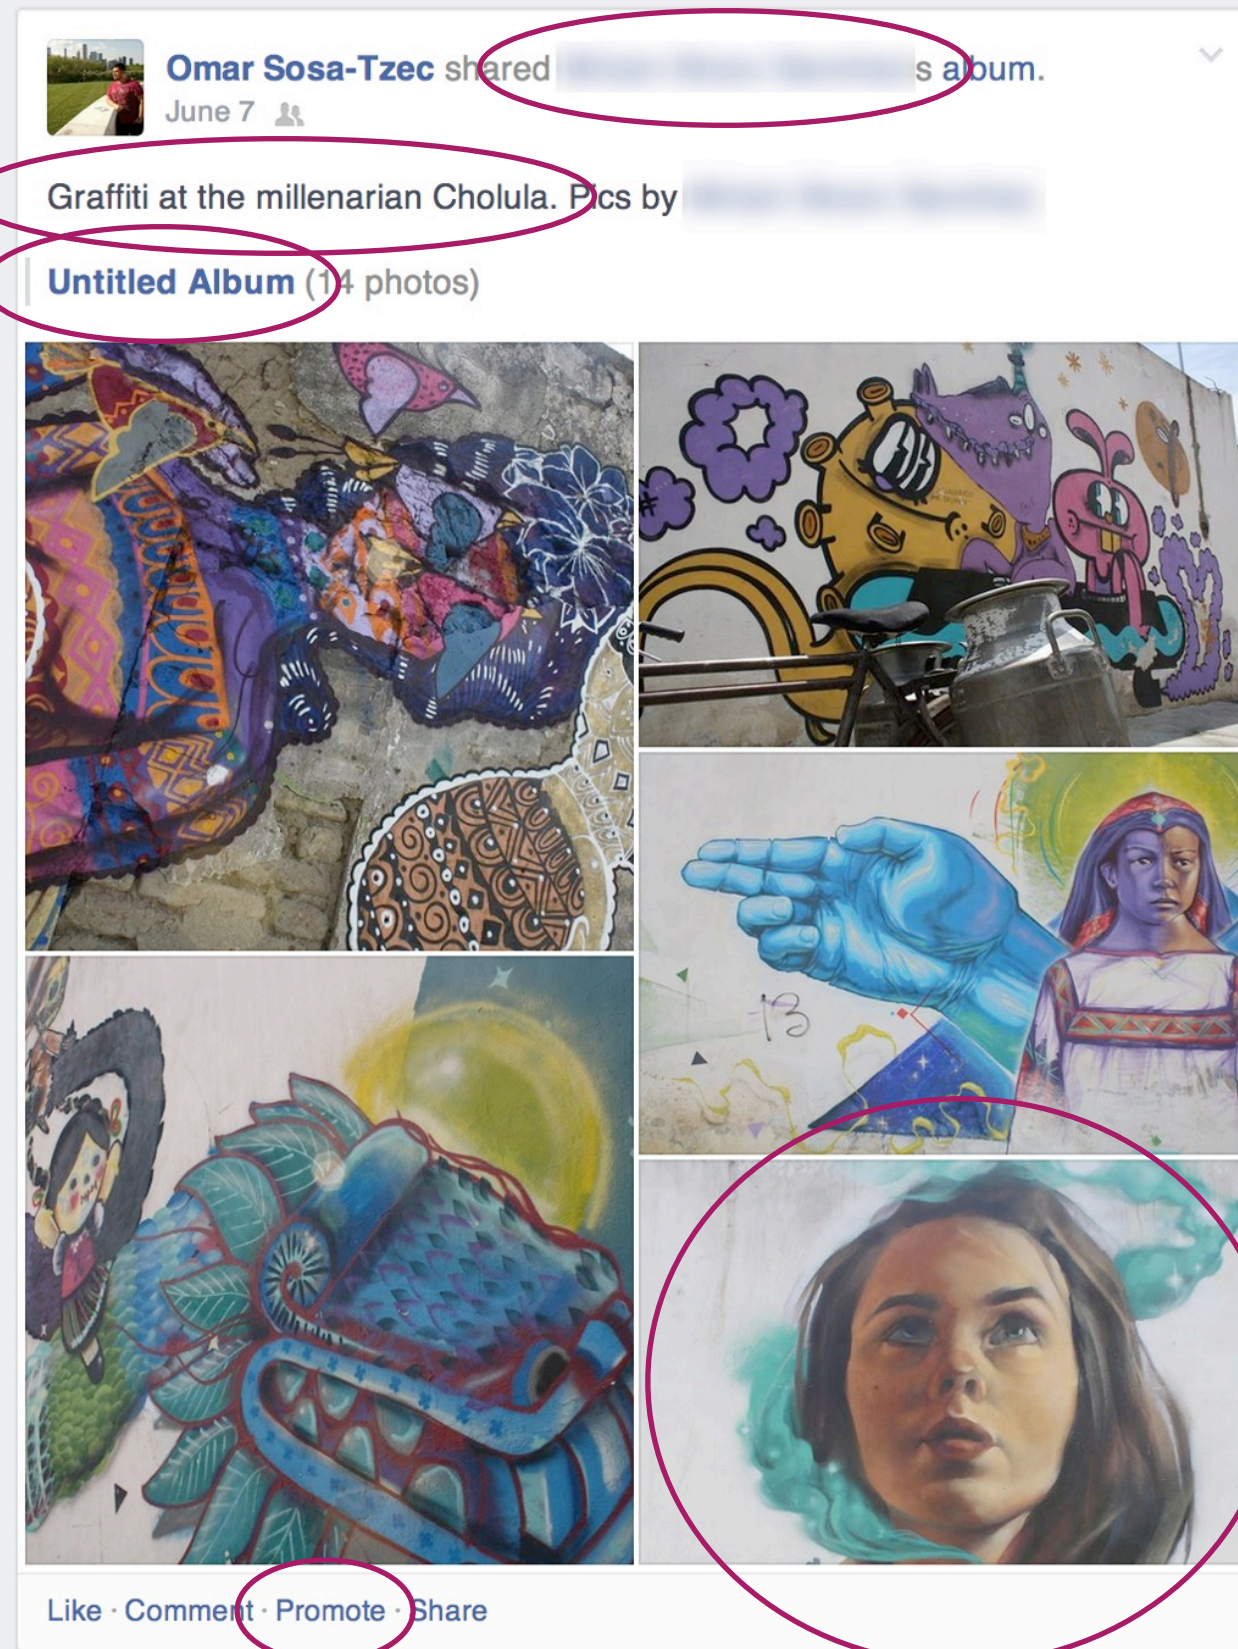 Omar Sosa-Tzec shared s album.
June 7
Graffiti at the millenarian Cholula. Pics by
Untitled Album (14 photos)
#
13
Like · Comment · Promote · Share